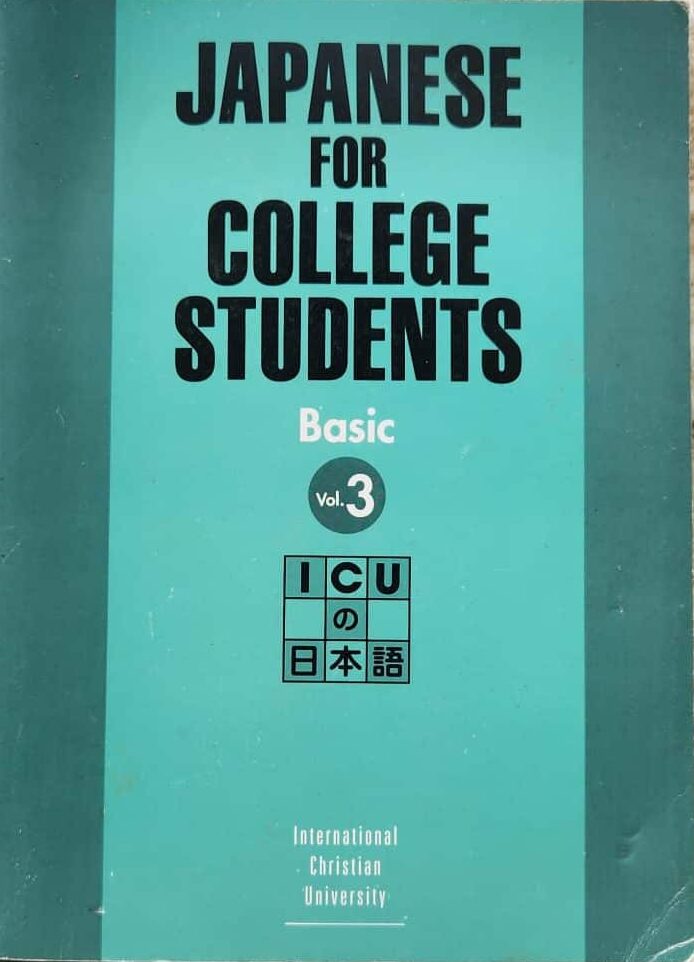 JAPANESE
FOR
COLLEGE
STUDENTS
Basic
Vol.3
ICU
の
日本語
International
Christian
University